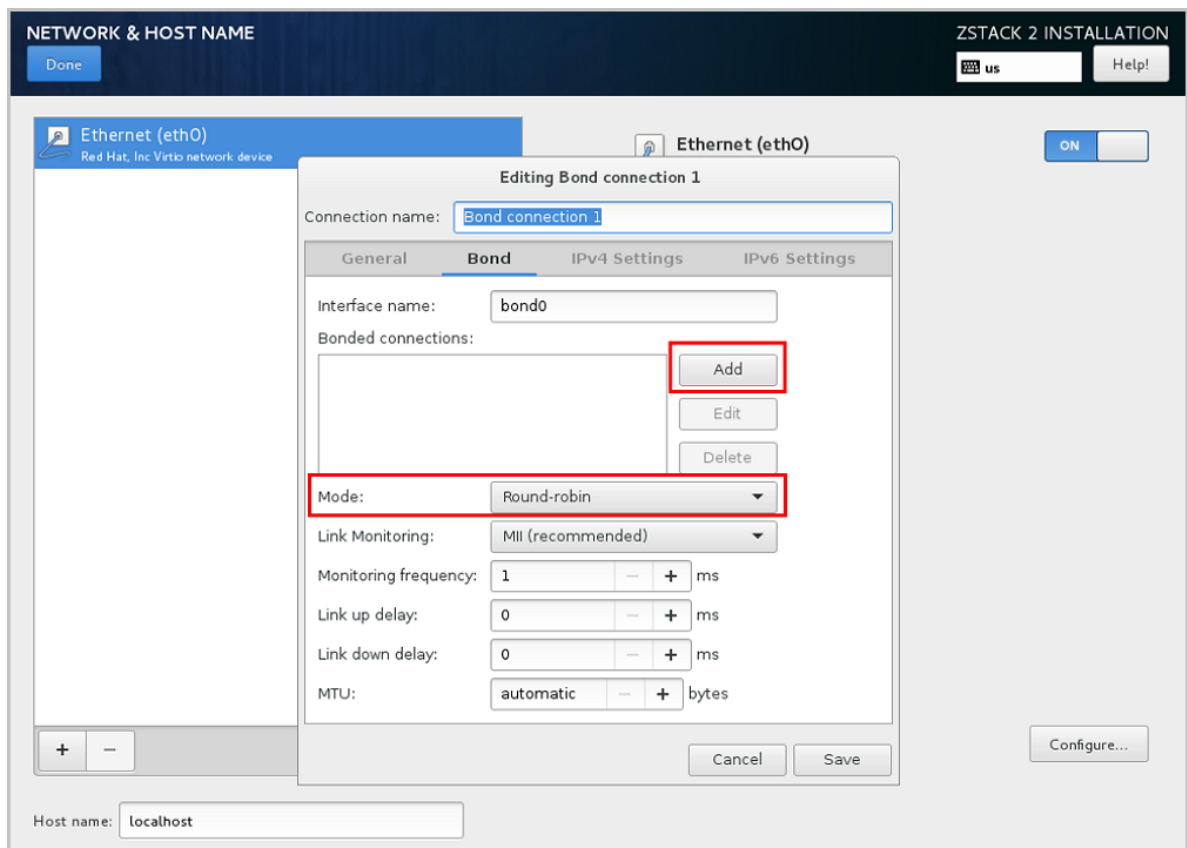 NETWORK & HOST NAME
ZSTACK 2 INSTALLATION
Done
us
Help!
Ethernet (eth0)
Red Hat, Inc Virtio network device
Ethernet (eth0)
ON
Editing Bond connection 1
Connection name: Bond connection 1
General Bond IPv4 Settings IPv6 Settings
Interface name: bond0
Bonded connections:
Add
Edit
Delete
Mode: Round-robin
Link Monitoring: MII (recommended)
Monitoring frequency: 1 − + ms
Link up delay: 0 − + ms
Link down delay: 0 − + ms
MTU: automatic − + bytes
+ −
Configure...
Cancel Save
Host name: localhost